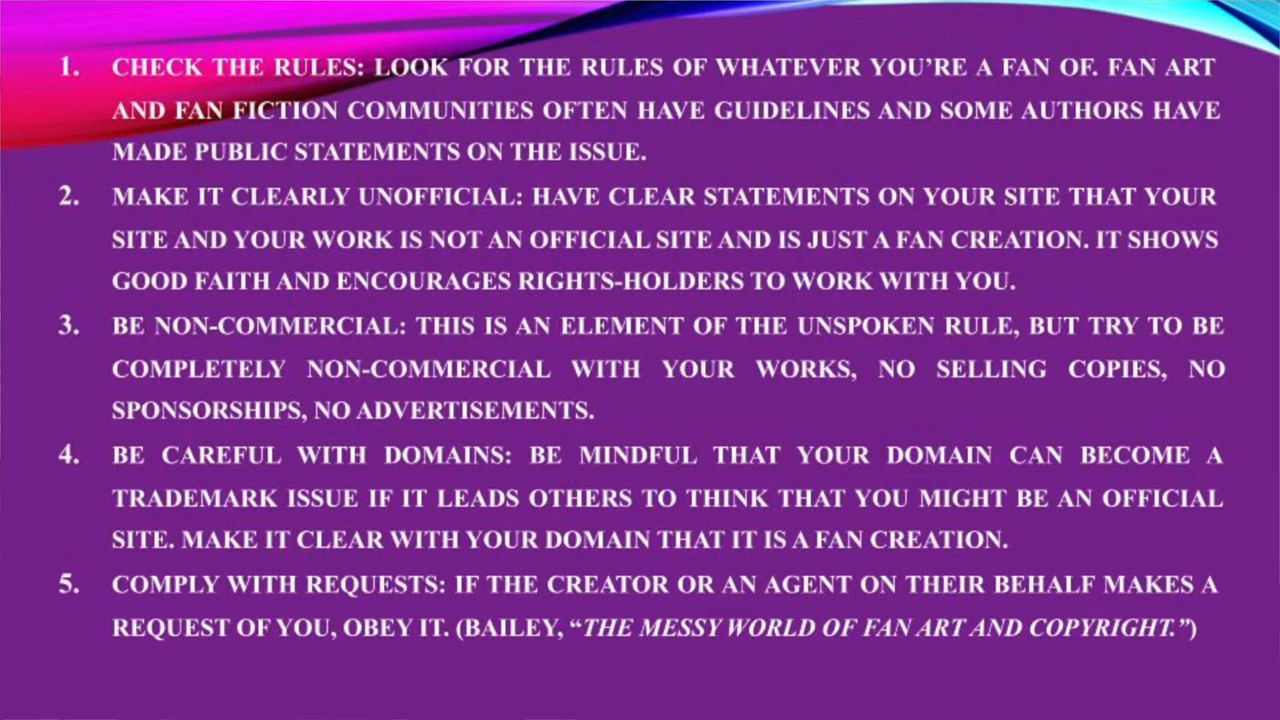 1. CHECK THE RULES: LOOK FOR THE RULES OF WHATEVER YOU’RE A FAN OF. FAN ART
AND FAN FICTION COMMUNITIES OFTEN HAVE GUIDELINES AND SOME AUTHORS HAVE
MADE PUBLIC STATEMENTS ON THE ISSUE.
2. MAKE IT CLEARLY UNOFFICIAL: HAVE CLEAR STATEMENTS ON YOUR SITE THAT YOUR
SITE AND YOUR WORK IS NOT AN OFFICIAL SITE AND IS JUST A FAN CREATION. IT SHOWS
GOOD FAITH AND ENCOURAGES RIGHTS-HOLDERS TO WORK WITH YOU.
3. BE NON-COMMERCIAL: THIS IS AN ELEMENT OF THE UNSPOKEN RULE, BUT TRY TO BE
COMPLETELY NON-COMMERCIAL WITH YOUR WORKS, NO SELLING COPIES, NO
SPONSORSHIPS, NO ADVERTISEMENTS.
4. BE CAREFUL WITH DOMAINS: BE MINDFUL THAT YOUR DOMAIN CAN BECOME A
TRADEMARK ISSUE IF IT LEADS OTHERS TO THINK THAT YOU MIGHT BE AN OFFICIAL
SITE. MAKE IT CLEAR WITH YOUR DOMAIN THAT IT IS A FAN CREATION.
5. COMPLY WITH REQUESTS: IF THE CREATOR OR AN AGENT ON THEIR BEHALF MAKES A
REQUEST OF YOU, OBEY IT. (BAILEY, “THE MESSY WORLD OF FAN ART AND COPYRIGHT.”)